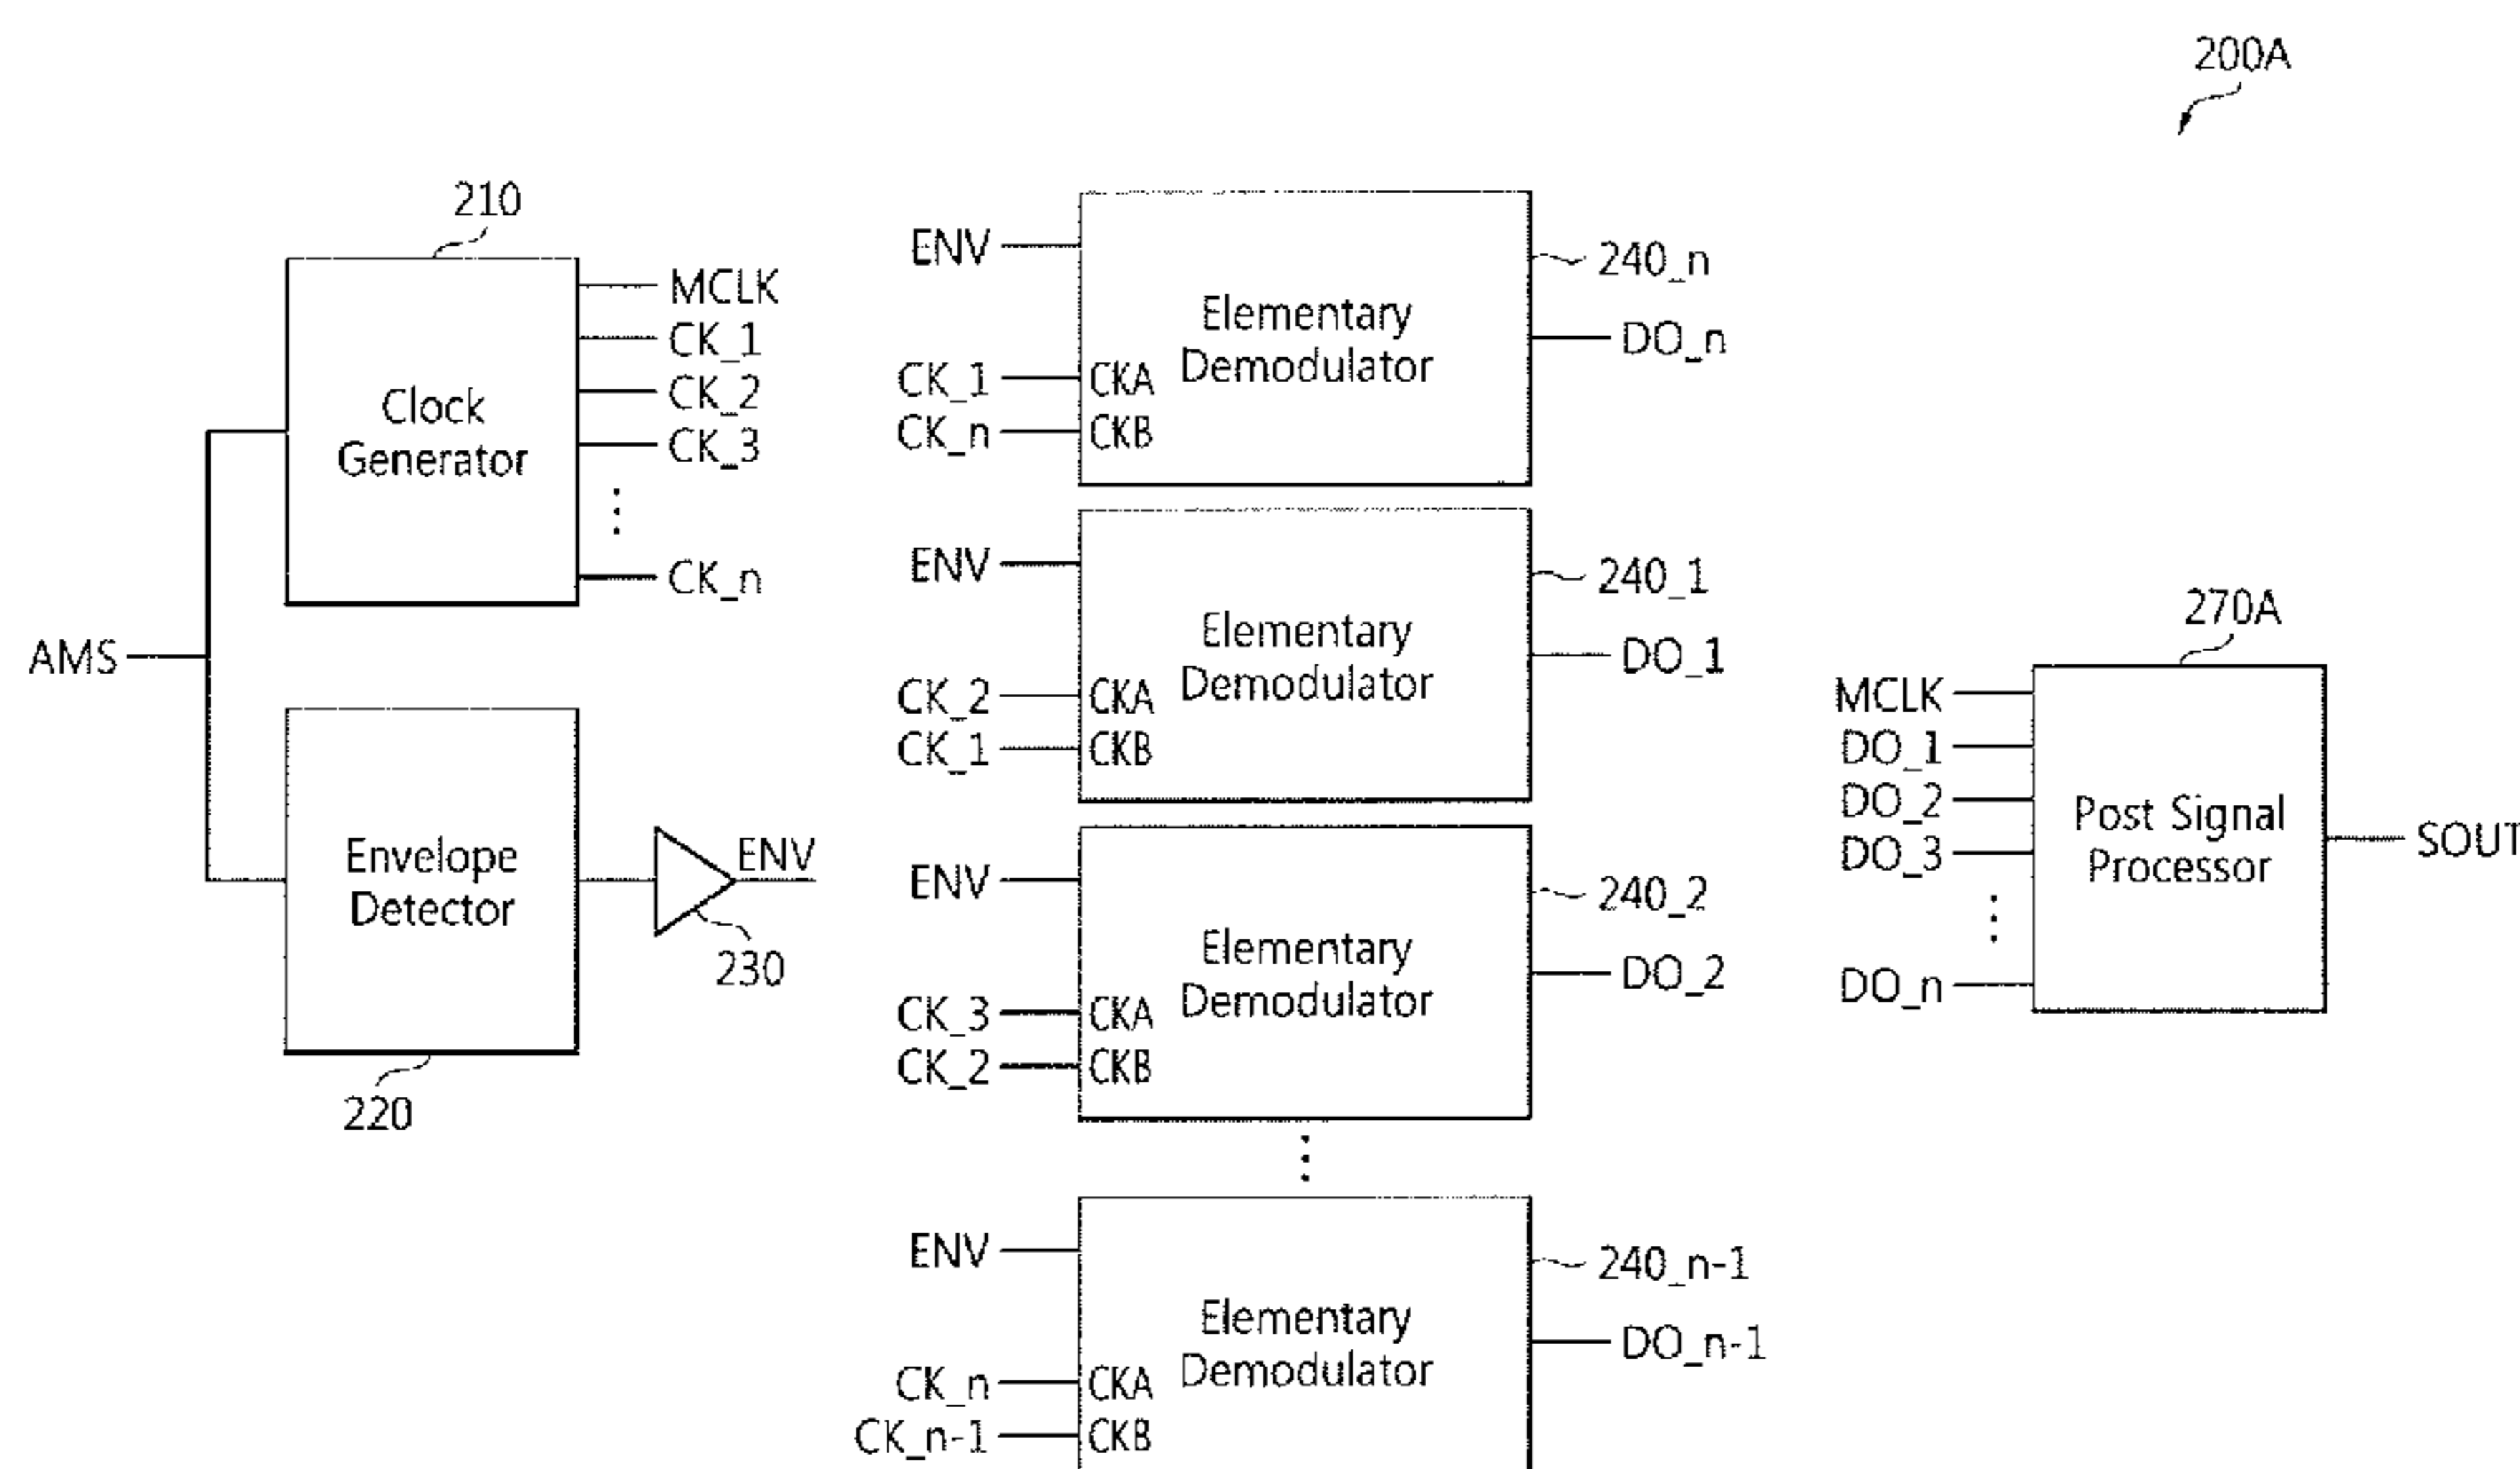 200A
210
MCLK
CK_1
CK_2
CK_3
CK_n
Clock
Generator
AMS
Envelope
Detector
ENV
230
220
ENV
Elementary
Demodulator
CK_1
CKA
CK_n
CKB
240_n
DO_n
ENV
Elementary
Demodulator
CK_2
CKA
CK_1
CKB
240_1
DO_1
ENV
Elementary
Demodulator
CK_3
CKA
CK_2
CKB
240_2
DO_2
ENV
Elementary
Demodulator
CK_n
CKA
CK_n-1
CKB
240_n-1
DO_n-1
270A
MCLK
DO_1
DO_2
DO_3
DO_n
Post Signal
Processor
SOUT